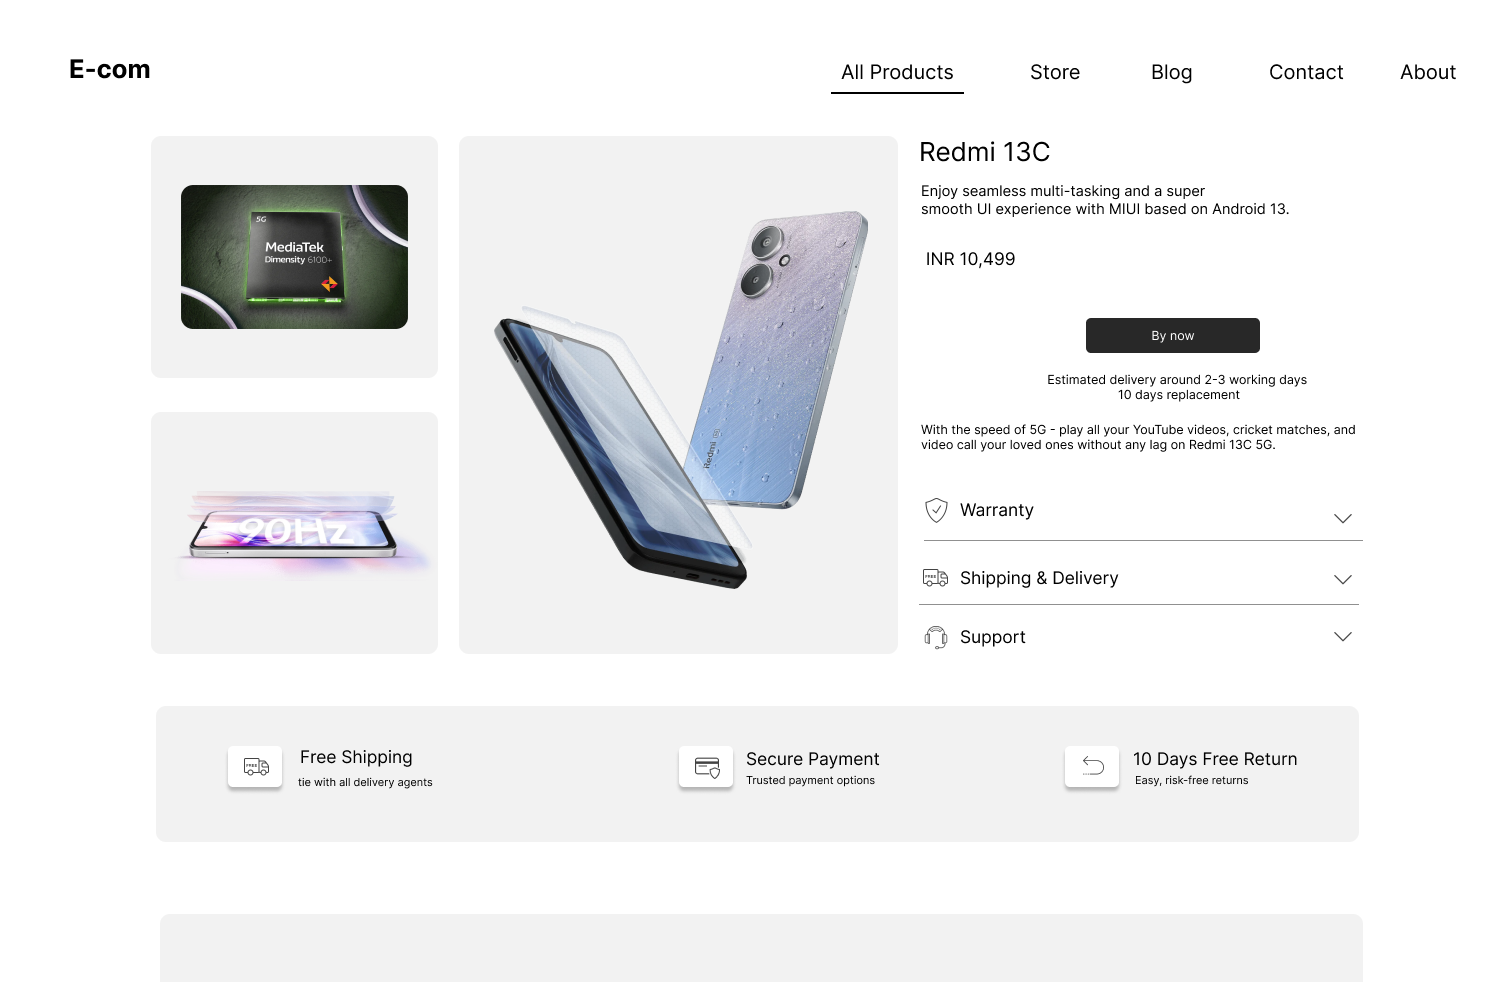 E-com
All Products
Store
Blog
Contact
About
5G
MediaTek
Dimensity 6100+
90Hz
Redmi
Redmi 13C
Enjoy seamless multi-tasking and a super
smooth UI experience with MIUI based on Android 13.
INR 10,499
By now
Estimated delivery around 2-3 working days
10 days replacement
With the speed of 5G - play all your YouTube videos, cricket matches, and
video call your loved ones without any lag on Redmi 13C 5G.
Warranty
FREE
Shipping & Delivery
Support
FREE
Free Shipping
tie with all delivery agents
Secure Payment
Trusted payment options
10 Days Free Return
Easy, risk-free returns